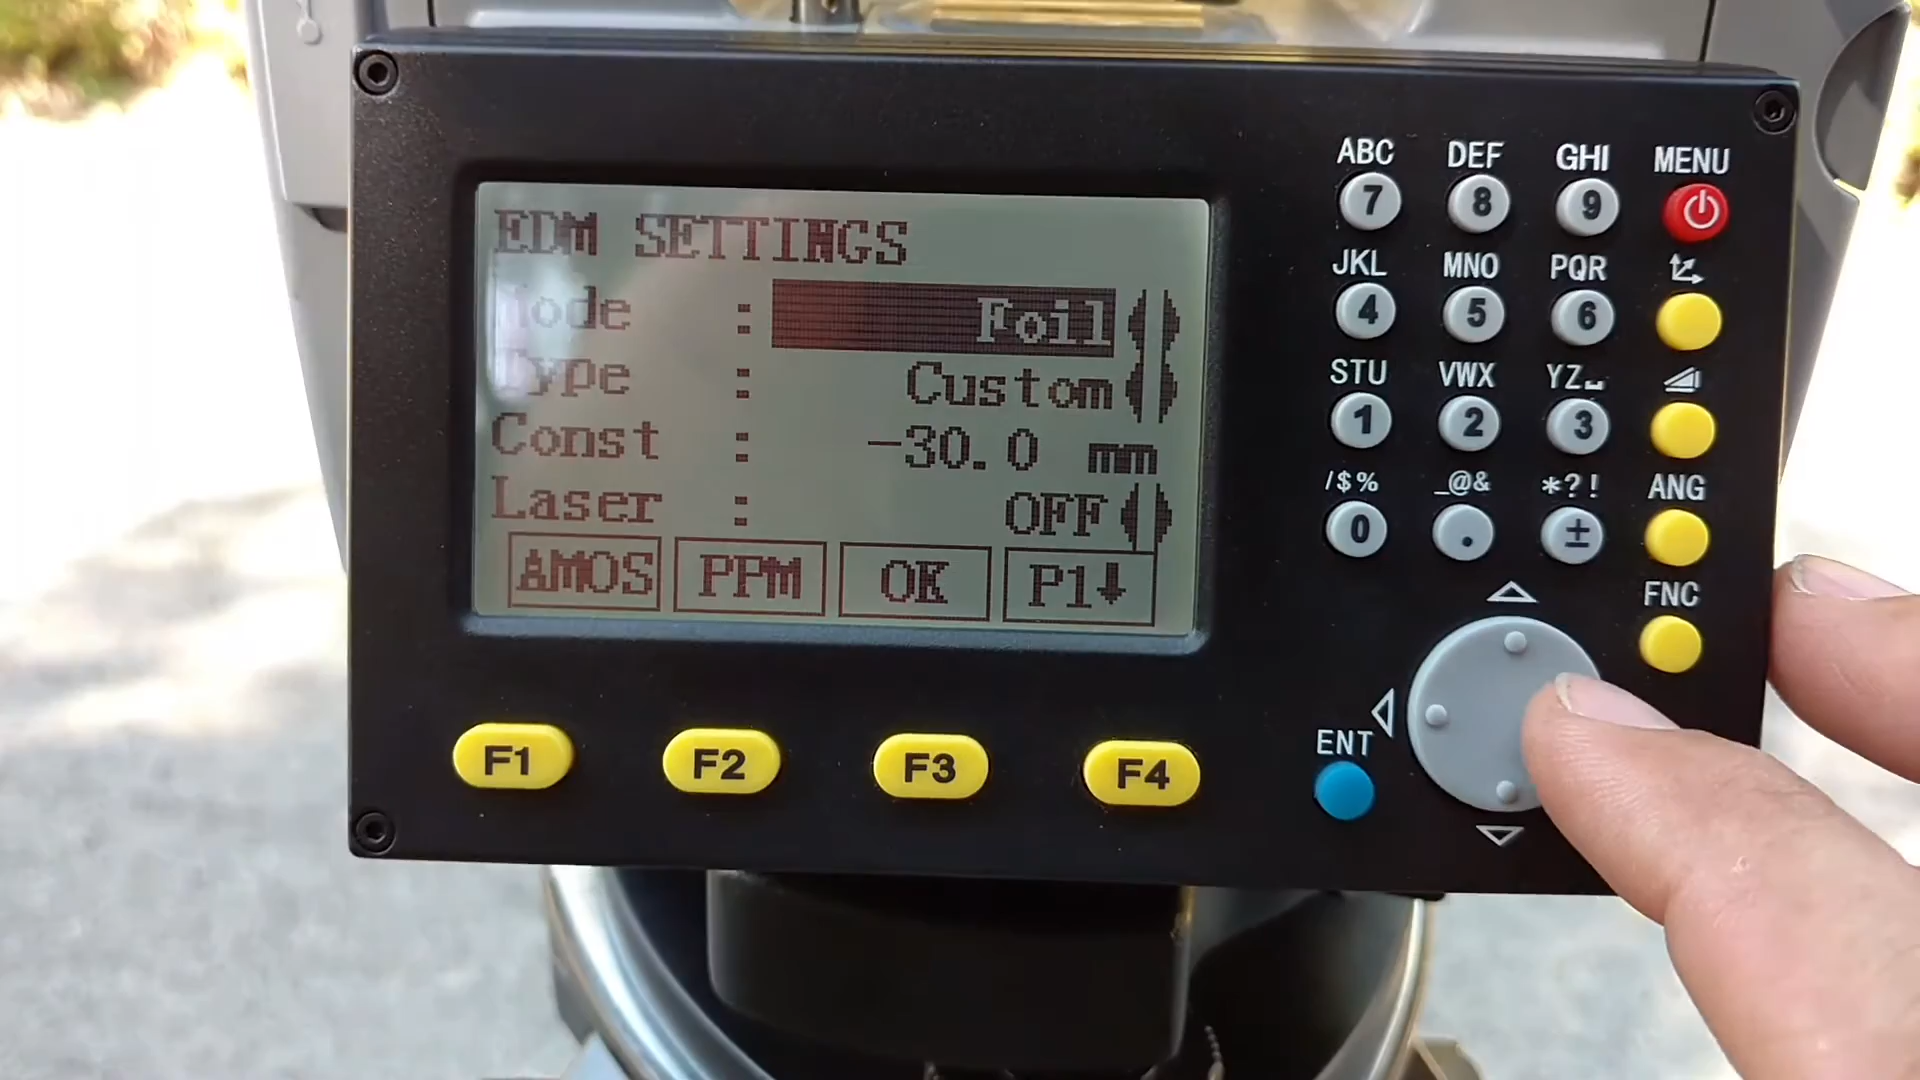 EDM SETTINGS
Mode : Foil
Type : Custom
Const : -30.0 mm
Laser : OFF
AMOS PPM OK P1↓
F1 F2 F3 F4
ABC DEF GHI MENU
7 8 9
JKL MNO PQR
4 5 6
STU VWX YZ␣
1 2 3
/$% _@& *?! ANG
0 . ±
FNC
ENT